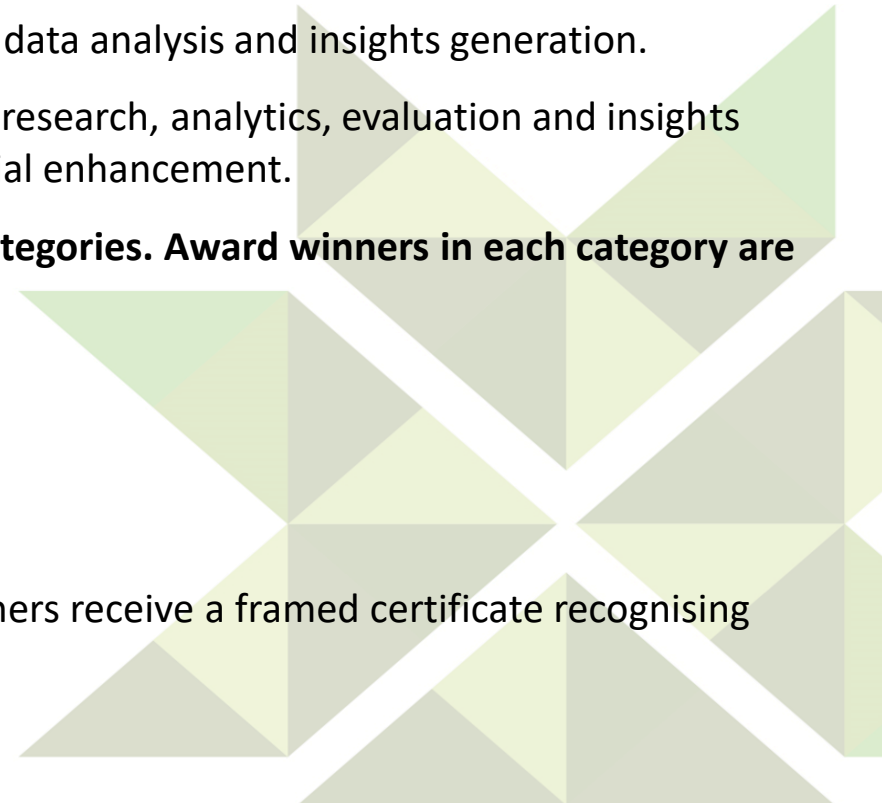 data analysis and insights generation.
research, analytics, evaluation and insights
ial enhancement.
tegories. Award winners in each category are
ners receive a framed certificate recognising